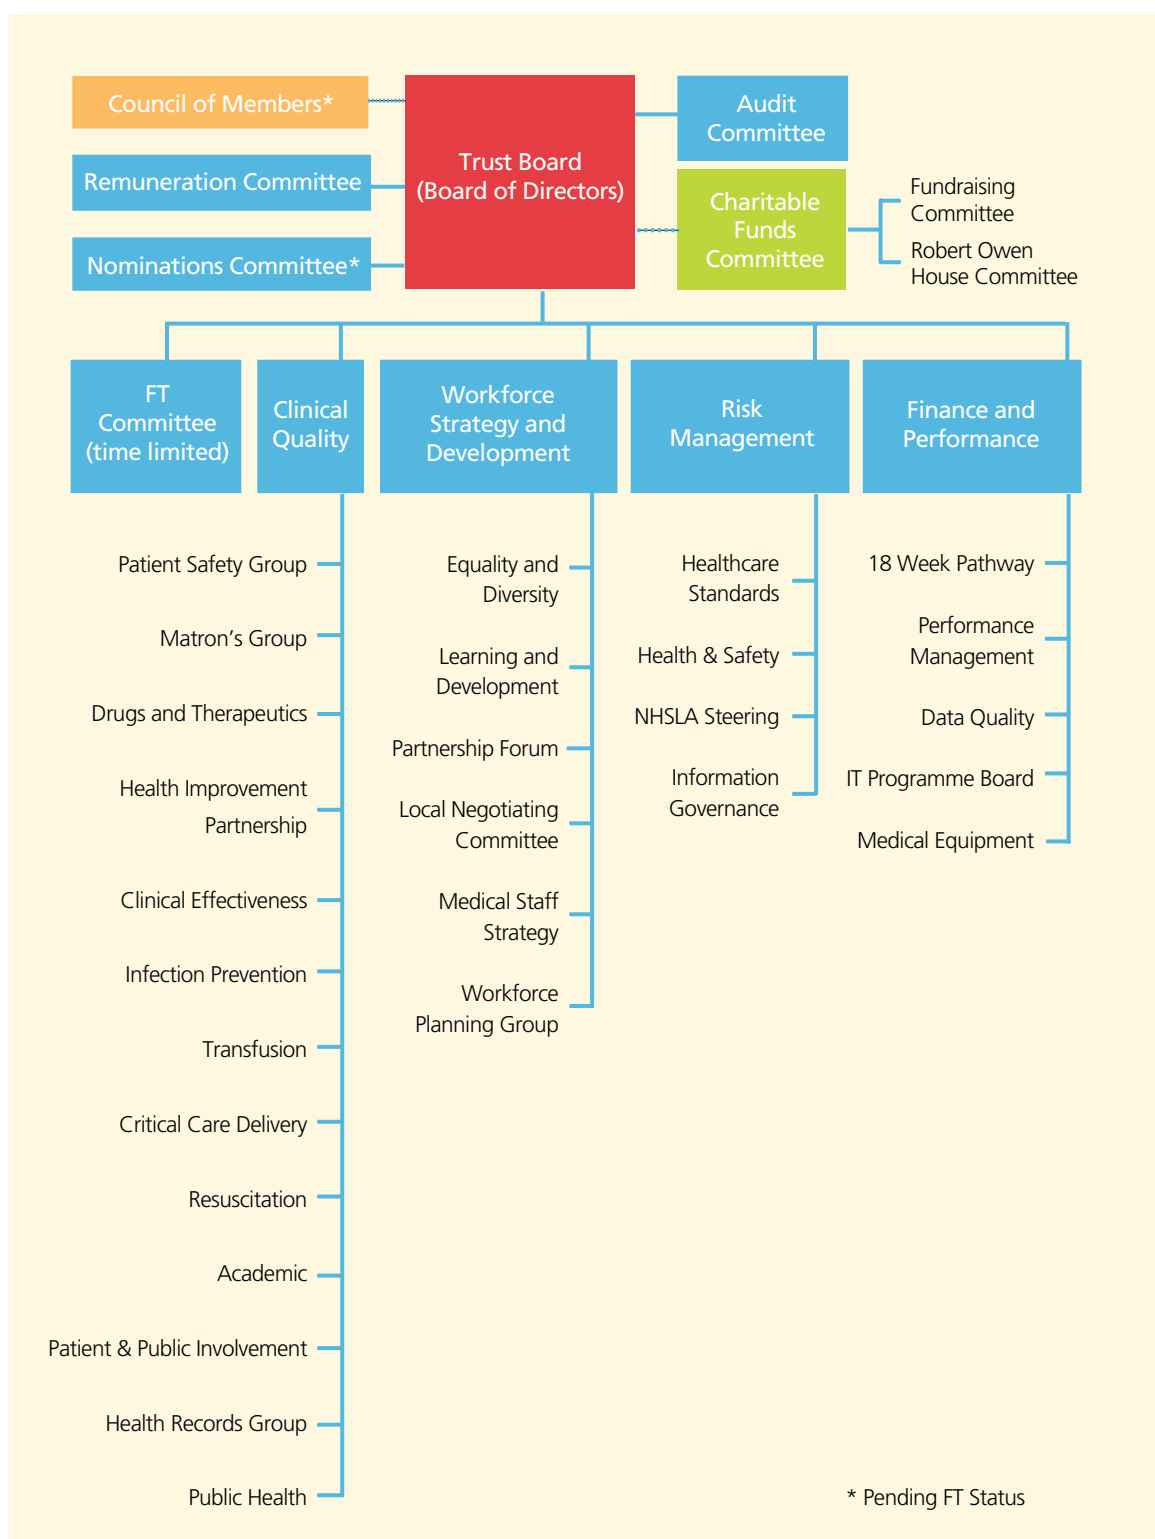 Council of Members*
Remuneration Committee
Nominations Committee*
Trust Board
(Board of Directors)
Audit
Committee
Charitable
Funds
Committee
Fundraising
Committee
Robert Owen
House Committee
FT
Committee
(time limited)
Clinical
Quality
Workforce
Strategy and
Development
Risk
Management
Finance and
Performance
Patient Safety Group
Matron’s Group
Drugs and Therapeutics
Health Improvement
Partnership
Clinical Effectiveness
Infection Prevention
Transfusion
Critical Care Delivery
Resuscitation
Academic
Patient & Public Involvement
Health Records Group
Public Health
Equality and
Diversity
Learning and
Development
Partnership Forum
Local Negotiating
Committee
Medical Staff
Strategy
Workforce
Planning Group
Healthcare
Standards
Health & Safety
NHSLA Steering
Information
Governance
18 Week Pathway
Performance
Management
Data Quality
IT Programme Board
Medical Equipment
* Pending FT Status